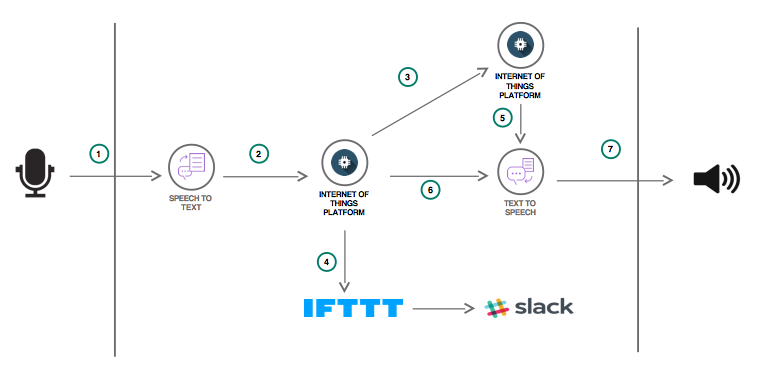 INTERNET OF
THINGS
PLATFORM
3
1
2
5
7
6
SPEECH TO
TEXT
INTERNET OF
THINGS
PLATFORM
TEXT TO
SPEECH
4
IFTTT
slack